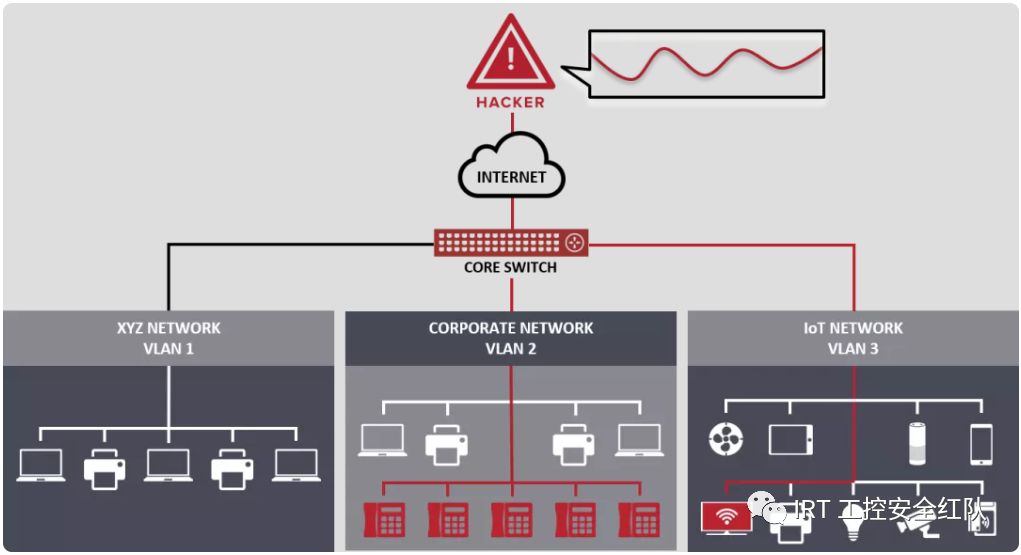 !
HACKER
INTERNET
CORE SWITCH
XYZ NETWORK
VLAN 1
CORPORATE NETWORK
VLAN 2
IoT NETWORK
VLAN 3
IRT 工控安全红队